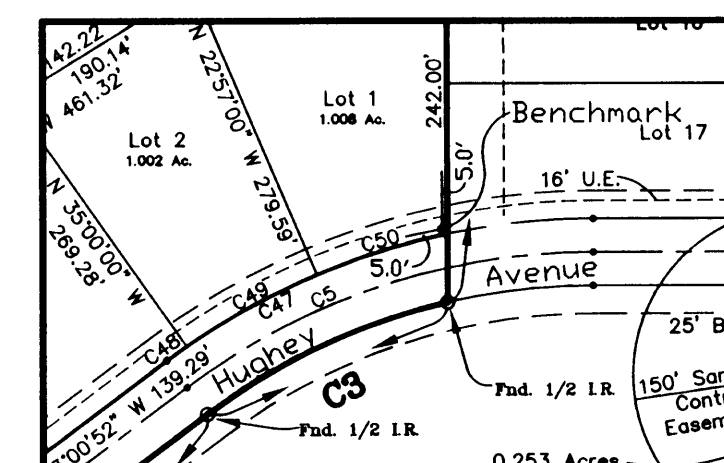 142.22
190.14'
W 461.32'
N 22°57'00" W 279.59'
Lot 1
1.008 Ac.
242.00'
Lot 2
1.002 Ac.
Benchmark
Lot 17
5.0'
16' U.E.
N 35°00'00" W
269.28'
C50
5.0'
Avenue
C49
C47
C5
C48
Hughey
W 139.29'
7°00'52"
C3
25' B
150' San
Contr
Easem
Fnd. 1/2 I.R.
Fnd. 1/2 I.R.
0.253 Acres